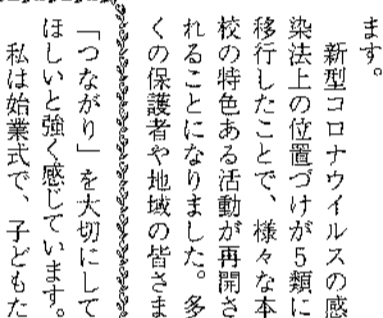 ます。
　新型コロナウイルスの感
染法上の位置づけが５類に
移行したことで、様々な本
校の特色ある活動が再開さ
れることになりました。多
くの保護者や地域の皆さま
「つながり」を大切にして
ほしいと強く感じています。
　私は始業式で、子どもた